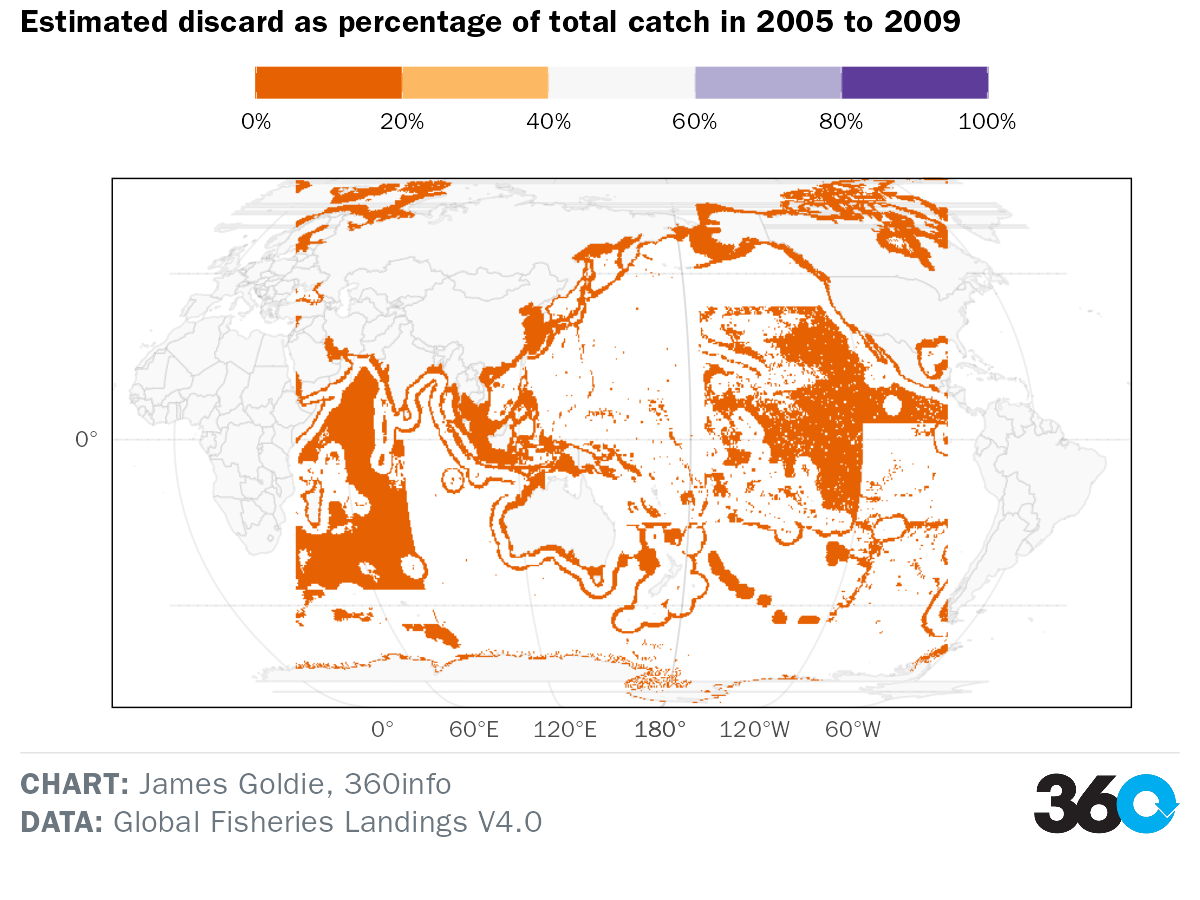 Estimated discard as percentage of total catch in 2005 to 2009
0% 20% 40% 60% 80% 100%
0°
0° 60°E 120°E 180° 120°W 60°W
CHART: James Goldie, 360info
DATA: Global Fisheries Landings V4.0
360